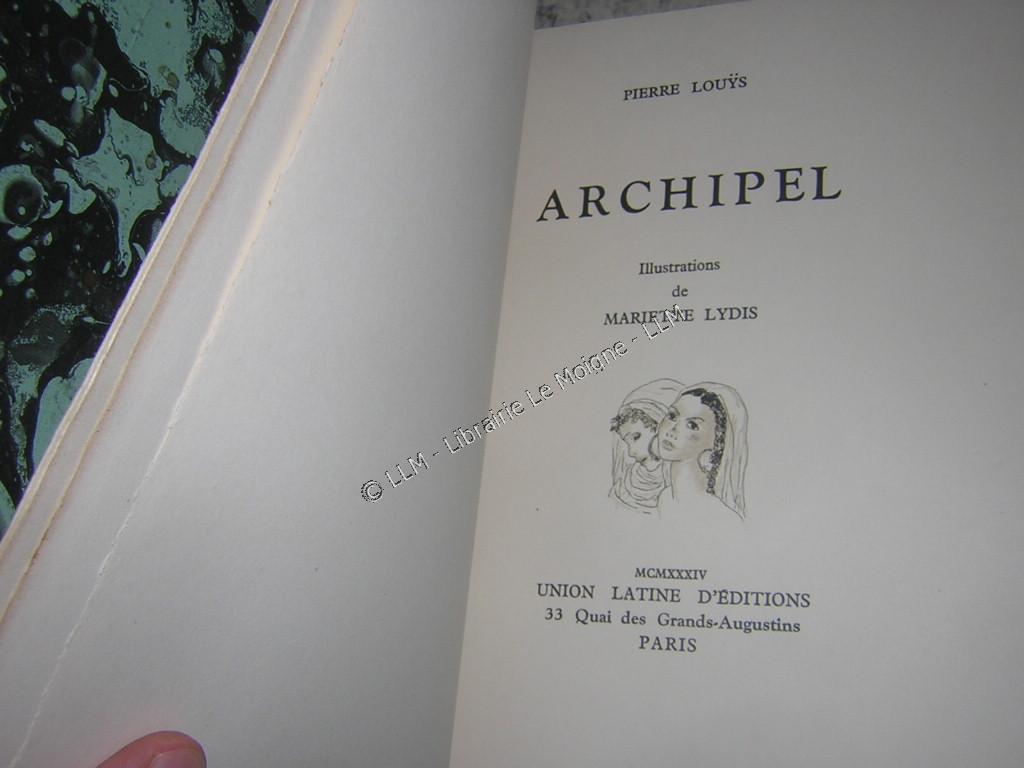 PIERRE LOUŸS
ARCHIPEL
Illustrations
de
MARIETTE LYDIS
© LLM - Librairie Le Moigne - LLM
MCMXXXIV
UNION LATINE D'ÉDITIONS
33 Quai des Grands-Augustins
PARIS